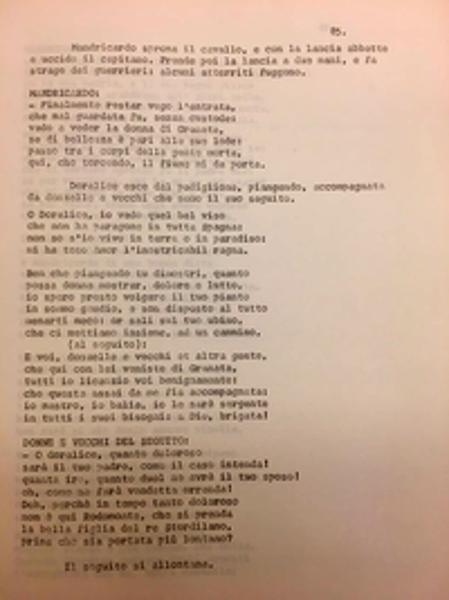 85.
Mandricardo sprona il cavallo, e con la lancia abbatte
e uccide il capitano. Prende poi la lancia a due mani, e fa
strage dei guerrieri: alcuni atterriti fuggono.
MANDRICARDO:
- Finalmente restar vego l'entrata,
che mal guardata fu, senza custode:
vado a veder la donna di Granata,
se di bellezza è pari alle sue lode:
passo tra i corpi della gente morta,
qui, che torcendo, il fiume mi fa porta.
Doralice esce dal padiglione, piangendo, accompagnata
da donzelle e vecchi che sono il suo seguito.
O Doralice, io vedo quel bel viso
che non ha paragone in tutta Spagna:
non so s'io vivo in terra o in paradiso:
mi ha teso amor l'inestricabil ragna.
Ben che piangendo tu dimostri, quanto
possa donna mostrar, dolore e lutto,
io spero presto volgere il tuo pianto
in sommo gaudio, e son disposto al tutto
menarti meco: or sali sul tuo ubino,
che ci mettiamo insieme, ad un cammino.
(al seguito):
E voi, donzelle e vecchi et altra gente,
che qui con lei veniste di Granata,
tutti io licenzio voi benignamente:
che questa assai da me fia accompagnata:
io mastro, io balia, io le sarò sergente
in tutti i suoi bisogni: a Dio, brigata!
DONNE E VECCHI DEL SEGUITO:
- O Doralice, quanto doloroso
sarà il tuo padre, come il caso intenda!
quanta ira, quanto duol ne avrà il tuo sposo!
oh, come ne farà vendetta orrenda!
Deh, perchè in tempo tanto doloroso
non è qui Rodomonte, che si prenda
la bella figlia del re Stordilano,
prima che sia portata più lontano?
Il seguito si allontana.